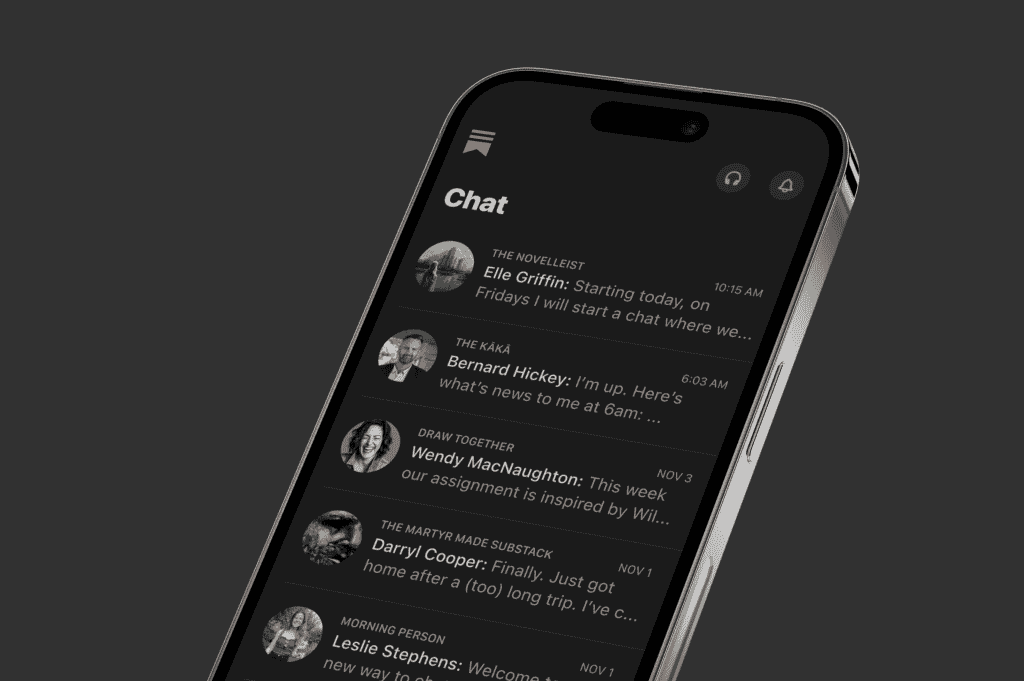 Chat
THE NOVELLEIST
Elle Griffin: Starting today, on
10:15 AM
Fridays I will start a chat where we...
THE KĀKĀ
Bernard Hickey: I'm up. Here's
6:03 AM
what's news to me at 6am: ...
DRAW TOGETHER
Wendy MacNaughton: This week
NOV 3
our assignment is inspired by Wil...
THE MARTYR MADE SUBSTACK
Darryl Cooper: Finally. Just got
NOV 1
home after a (too) long trip. I've c...
MORNING PERSON
Leslie Stephens: Welcome
NOV 1
new way to